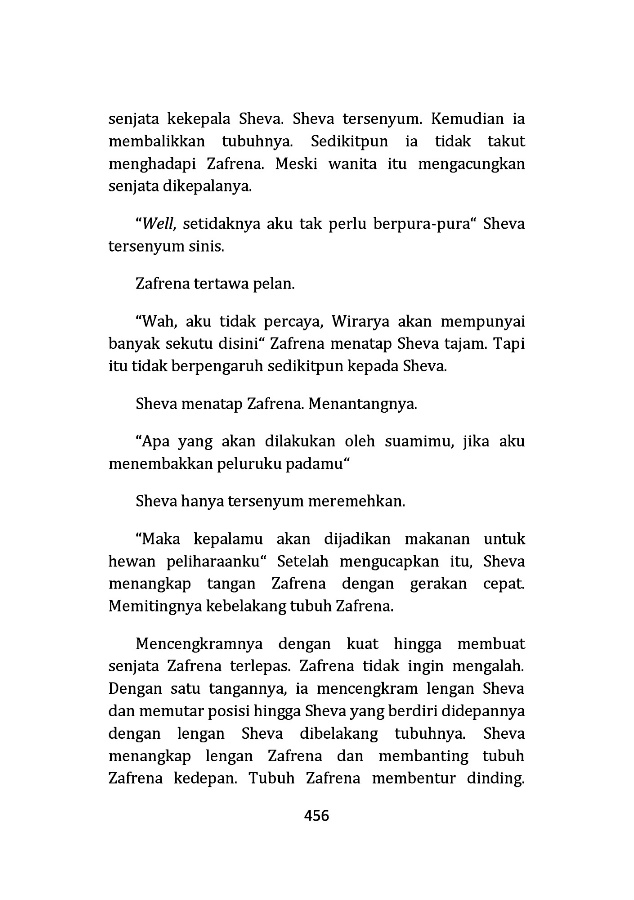 senjata kekepala Sheva. Sheva tersenyum. Kemudian ia
membalikkan tubuhnya. Sedikitpun ia tidak takut
menghadapi Zafrena. Meski wanita itu mengacungkan
senjata dikepalanya.
“Well, setidaknya aku tak perlu berpura-pura“ Sheva
tersenyum sinis.
Zafrena tertawa pelan.
“Wah, aku tidak percaya, Wirarya akan mempunyai
banyak sekutu disini“ Zafrena menatap Sheva tajam. Tapi
itu tidak berpengaruh sedikitpun kepada Sheva.
Sheva menatap Zafrena. Menantangnya.
“Apa yang akan dilakukan oleh suamimu, jika aku
menembakkan peluruku padamu“
Sheva hanya tersenyum meremehkan.
“Maka kepalamu akan dijadikan makanan untuk
hewan peliharaanku“ Setelah mengucapkan itu, Sheva
menangkap tangan Zafrena dengan gerakan cepat.
Memitingnya kebelakang tubuh Zafrena.
Mencengkramnya dengan kuat hingga membuat
senjata Zafrena terlepas. Zafrena tidak ingin mengalah.
Dengan satu tangannya, ia mencengkram lengan Sheva
dan memutar posisi hingga Sheva yang berdiri didepannya
dengan lengan Sheva dibelakang tubuhnya. Sheva
menangkap lengan Zafrena dan membanting tubuh
Zafrena kedepan. Tubuh Zafrena membentur dinding.
456